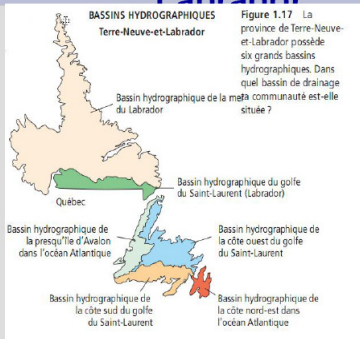 BASSINS HYDROGRAPHIQUES
Terre-Neuve-et-Labrador
Figure 1.17 La
province de Terre-Neuve-
et-Labrador possède
six grands bassins
hydrographiques. Dans
quel bassin de drainage
ta communauté est-elle
située ?
Bassin hydrographique de la mer
du Labrador
Bassin hydrographique du golfe
du Saint-Laurent (Labrador)
Québec
Bassin hydrographique de
la presqu'île d'Avalon
dans l'océan Atlantique
Bassin hydrographique de
la côte ouest du golfe
du Saint-Laurent
Bassin hydrographique de
la côte sud du golfe
du Saint-Laurent
Bassin hydrographique de
la côte nord-est dans
l'océan Atlantique